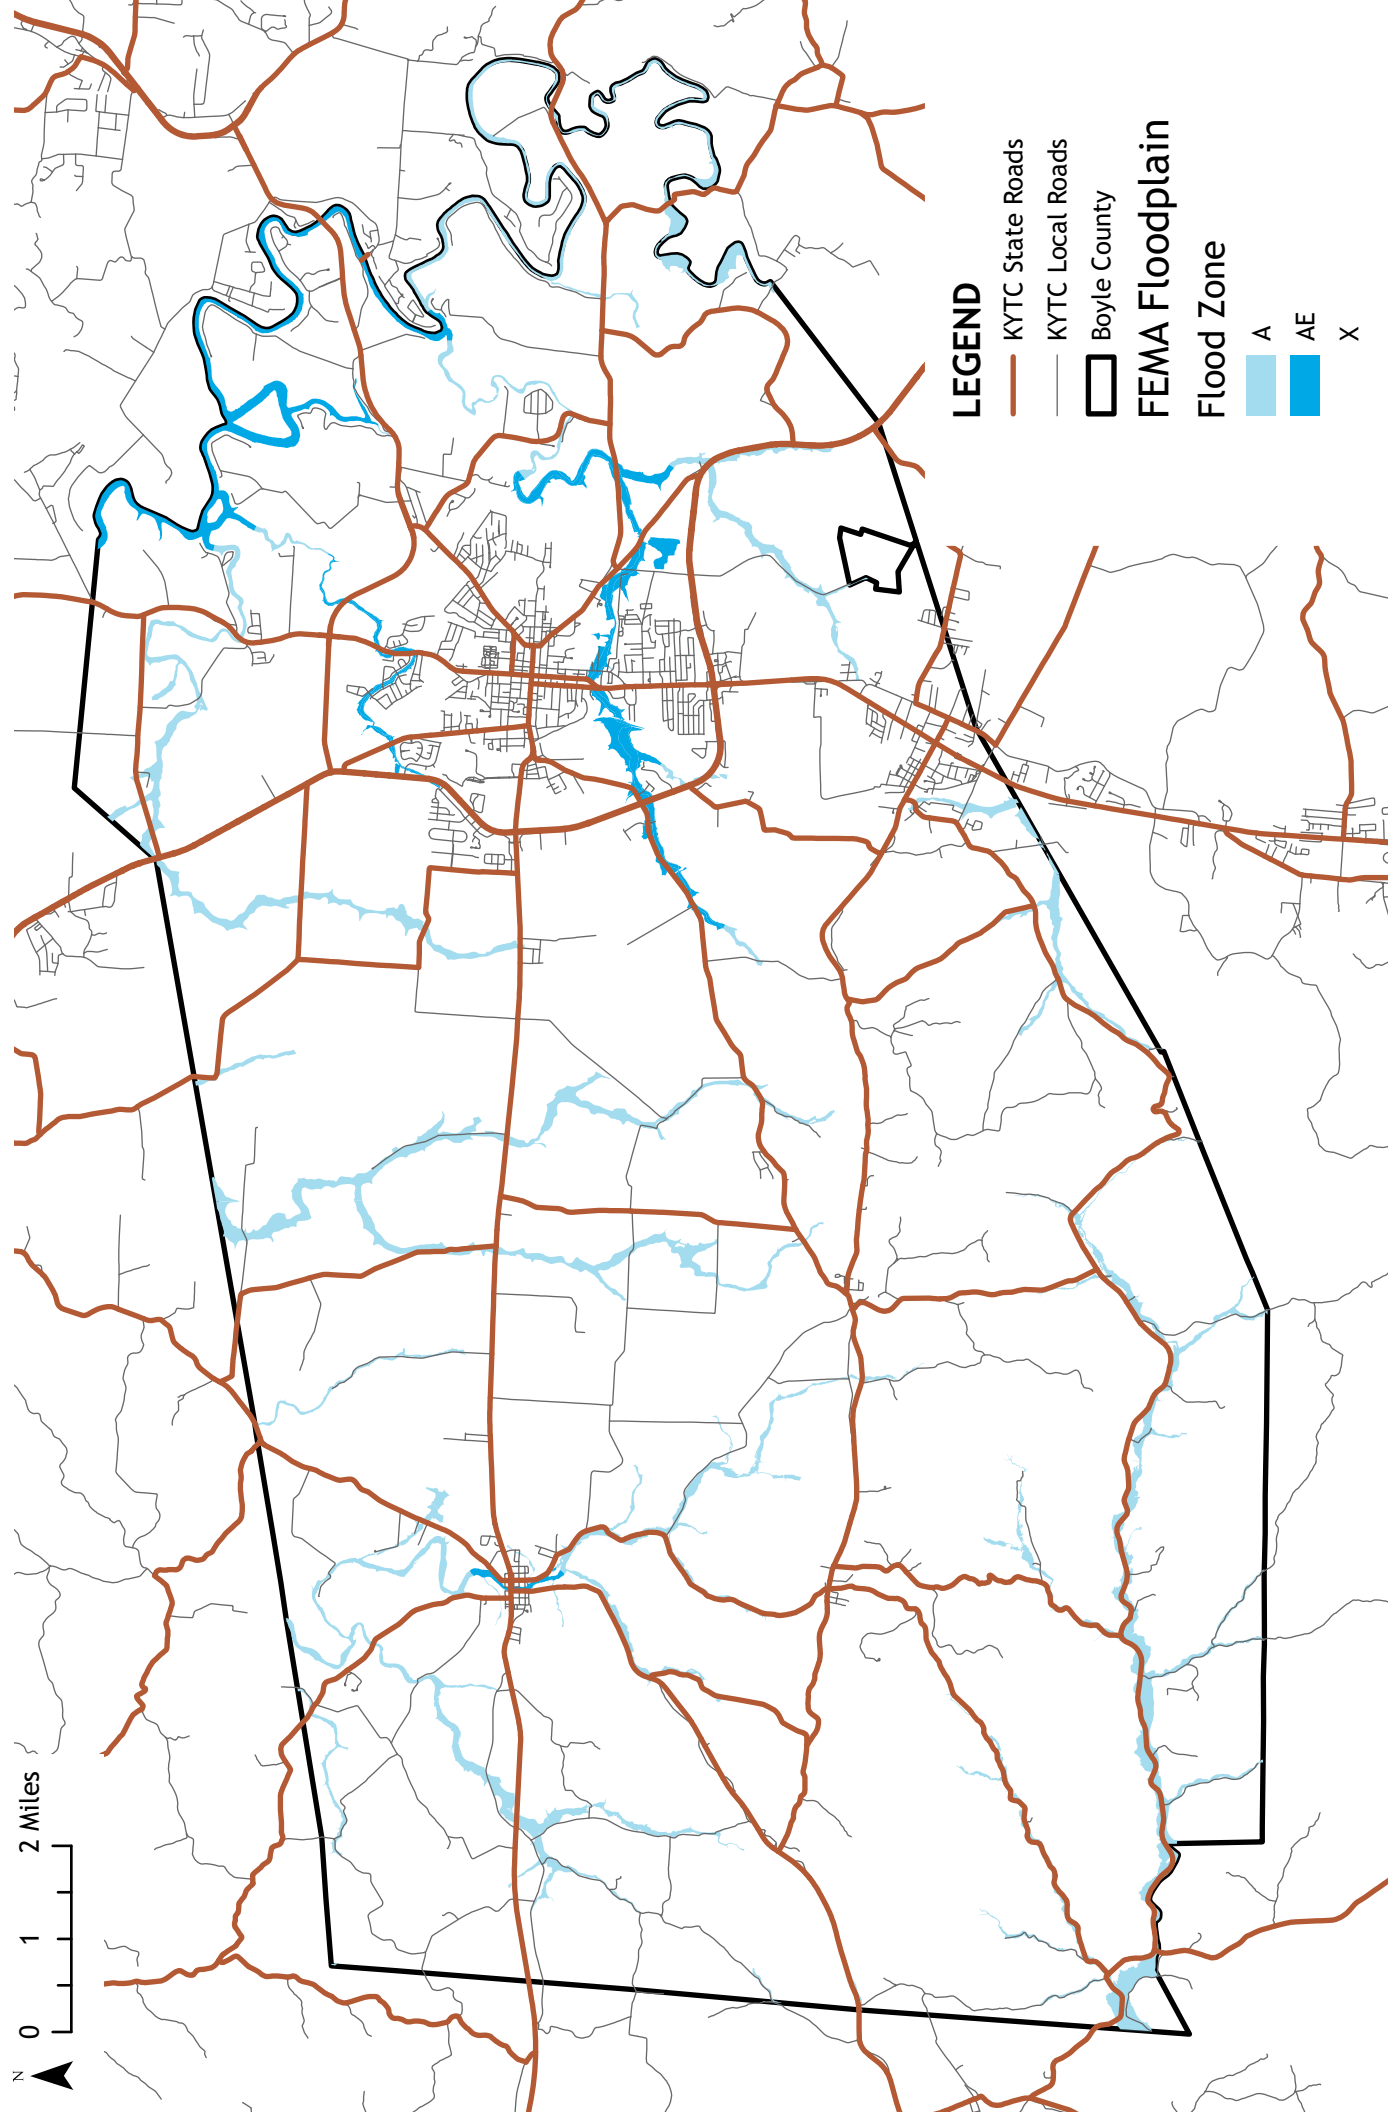 N
0 1 2 Miles
LEGEND
KYTC State Roads
KYTC Local Roads
Boyle County
FEMA Floodplain
Flood Zone
A
AE
X